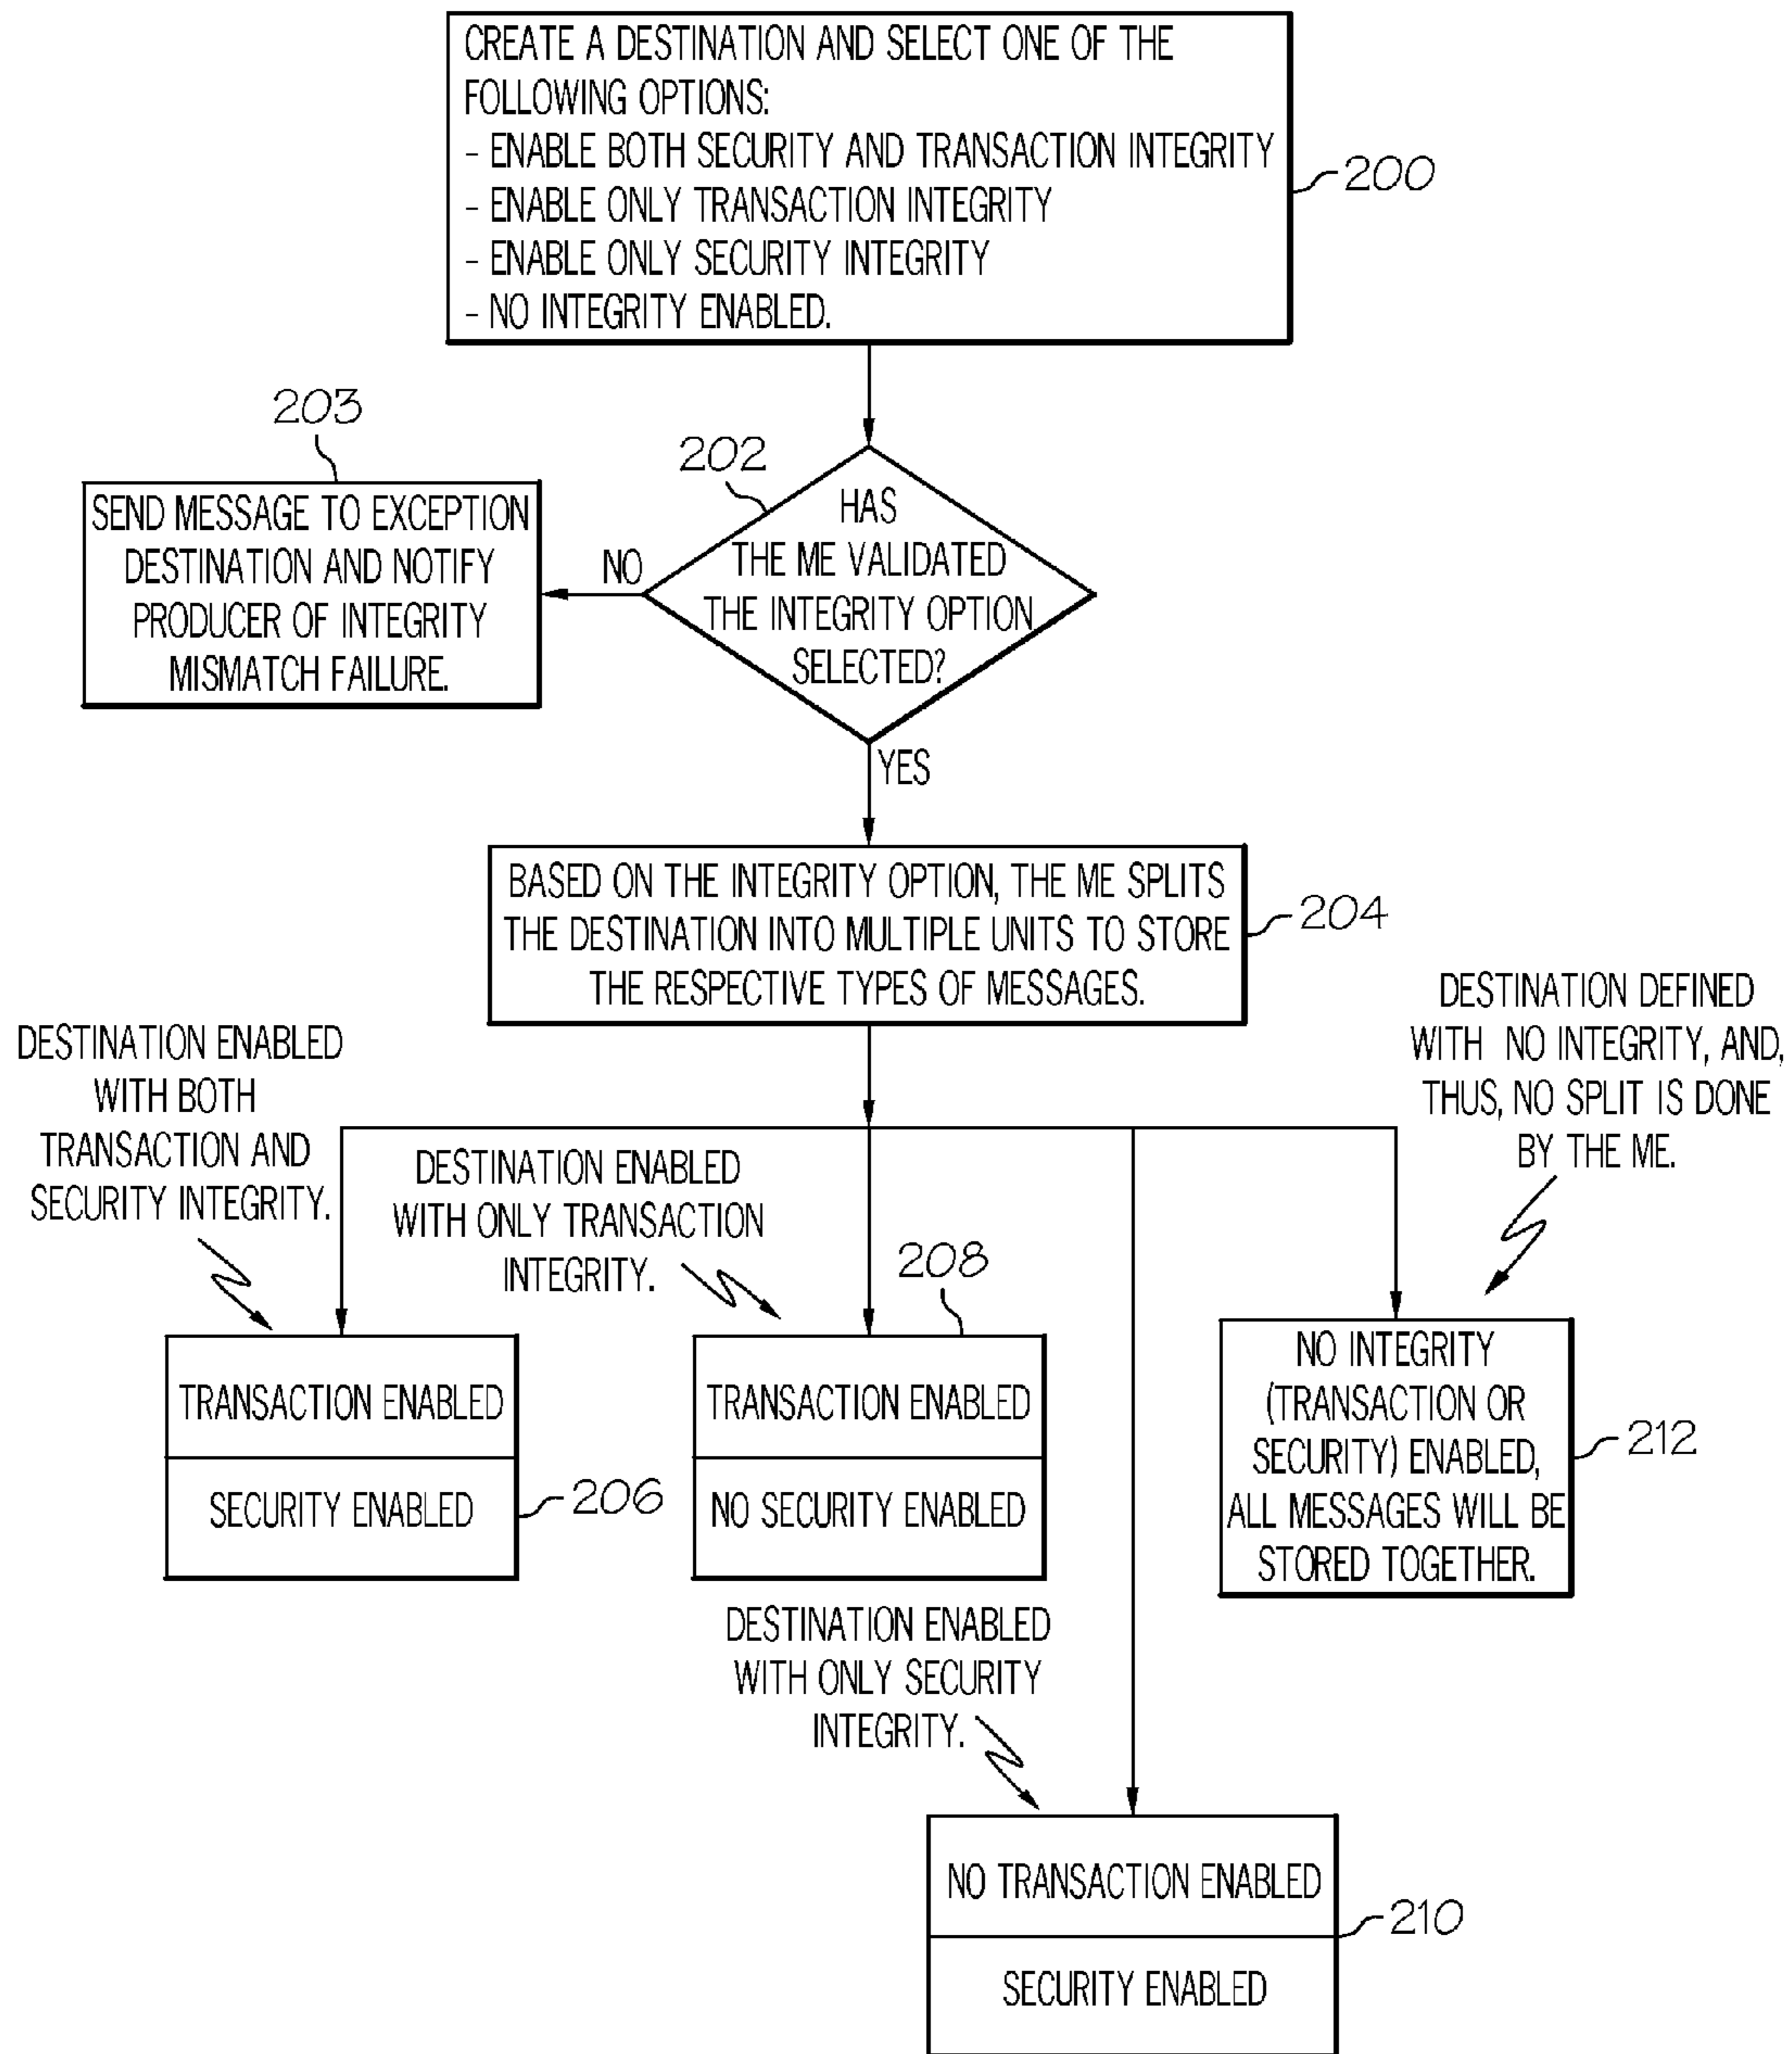 CREATE A DESTINATION AND SELECT ONE OF THE
FOLLOWING OPTIONS:
- ENABLE BOTH SECURITY AND TRANSACTION INTEGRITY
- ENABLE ONLY TRANSACTION INTEGRITY
- ENABLE ONLY SECURITY INTEGRITY
- NO INTEGRITY ENABLED.
200
203
SEND MESSAGE TO EXCEPTION
DESTINATION AND NOTIFY
PRODUCER OF INTEGRITY
MISMATCH FAILURE.
NO
202
HAS
THE ME VALIDATED
THE INTEGRITY OPTION
SELECTED?
YES
BASED ON THE INTEGRITY OPTION, THE ME SPLITS
THE DESTINATION INTO MULTIPLE UNITS TO STORE
THE RESPECTIVE TYPES OF MESSAGES.
204
DESTINATION ENABLED
WITH BOTH
TRANSACTION AND
SECURITY INTEGRITY.
DESTINATION ENABLED
WITH ONLY TRANSACTION
INTEGRITY.
DESTINATION DEFINED
WITH NO INTEGRITY, AND,
THUS, NO SPLIT IS DONE
BY THE ME.
TRANSACTION ENABLED
SECURITY ENABLED
206
208
TRANSACTION ENABLED
NO SECURITY ENABLED
NO INTEGRITY
(TRANSACTION OR
SECURITY) ENABLED,
ALL MESSAGES WILL BE
STORED TOGETHER.
212
DESTINATION ENABLED
WITH ONLY SECURITY
INTEGRITY.
NO TRANSACTION ENABLED
SECURITY ENABLED
210